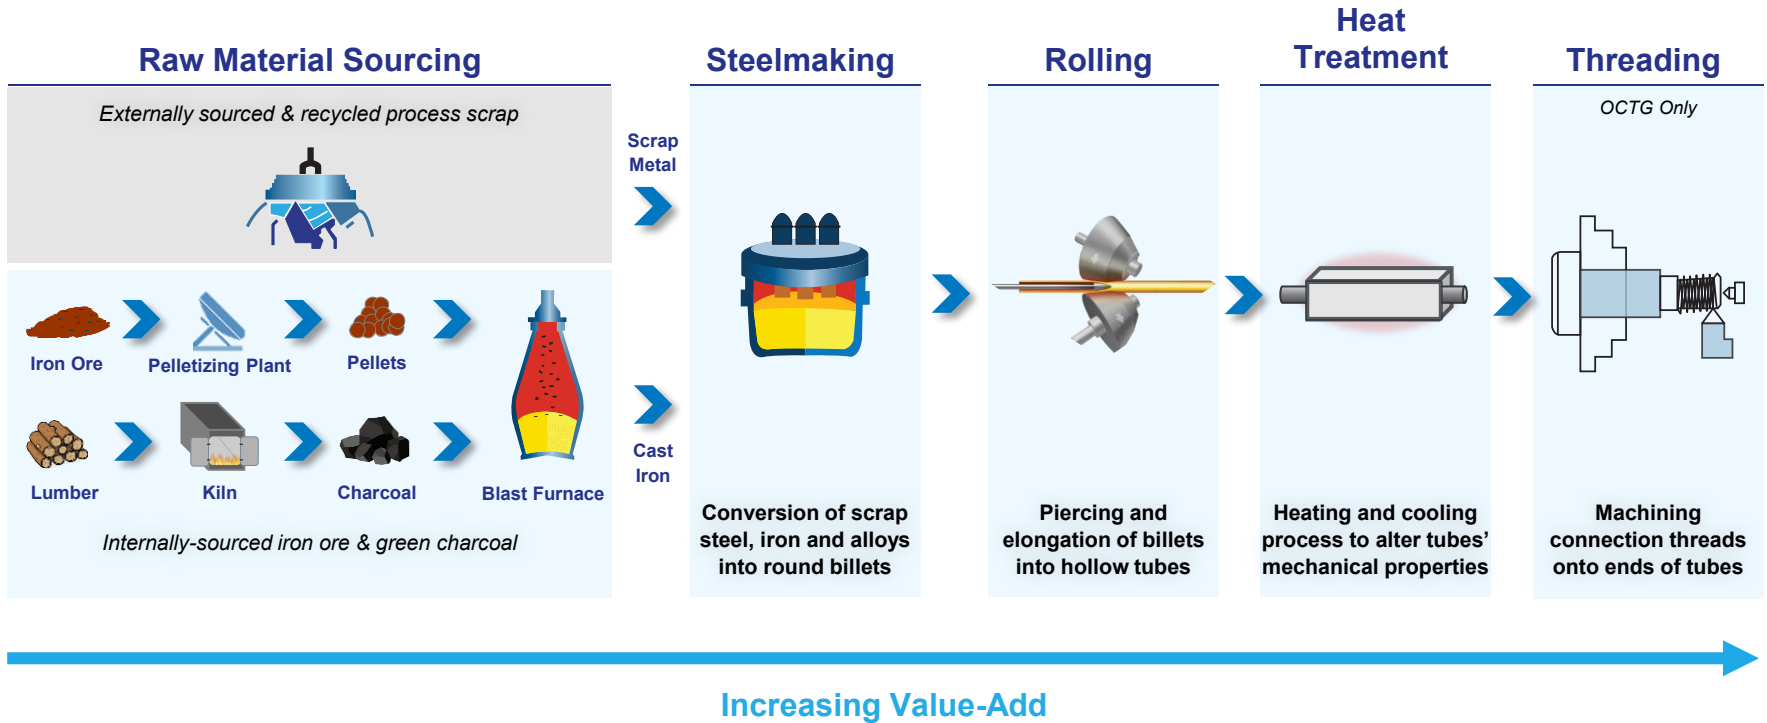 Raw Material Sourcing
Externally sourced & recycled process scrap
Iron Ore
Pelletizing Plant
Pellets
Lumber
Kiln
Charcoal
Blast Furnace
Internally-sourced iron ore & green charcoal
Scrap
Metal
Cast
Iron
Steelmaking
Conversion of scrap
steel, iron and alloys
into round billets
Rolling
Piercing and
elongation of billets
into hollow tubes
Heat
Treatment
Heating and cooling
process to alter tubes’
mechanical properties
Threading
OCTG Only
Machining
connection threads
onto ends of tubes
Increasing Value-Add